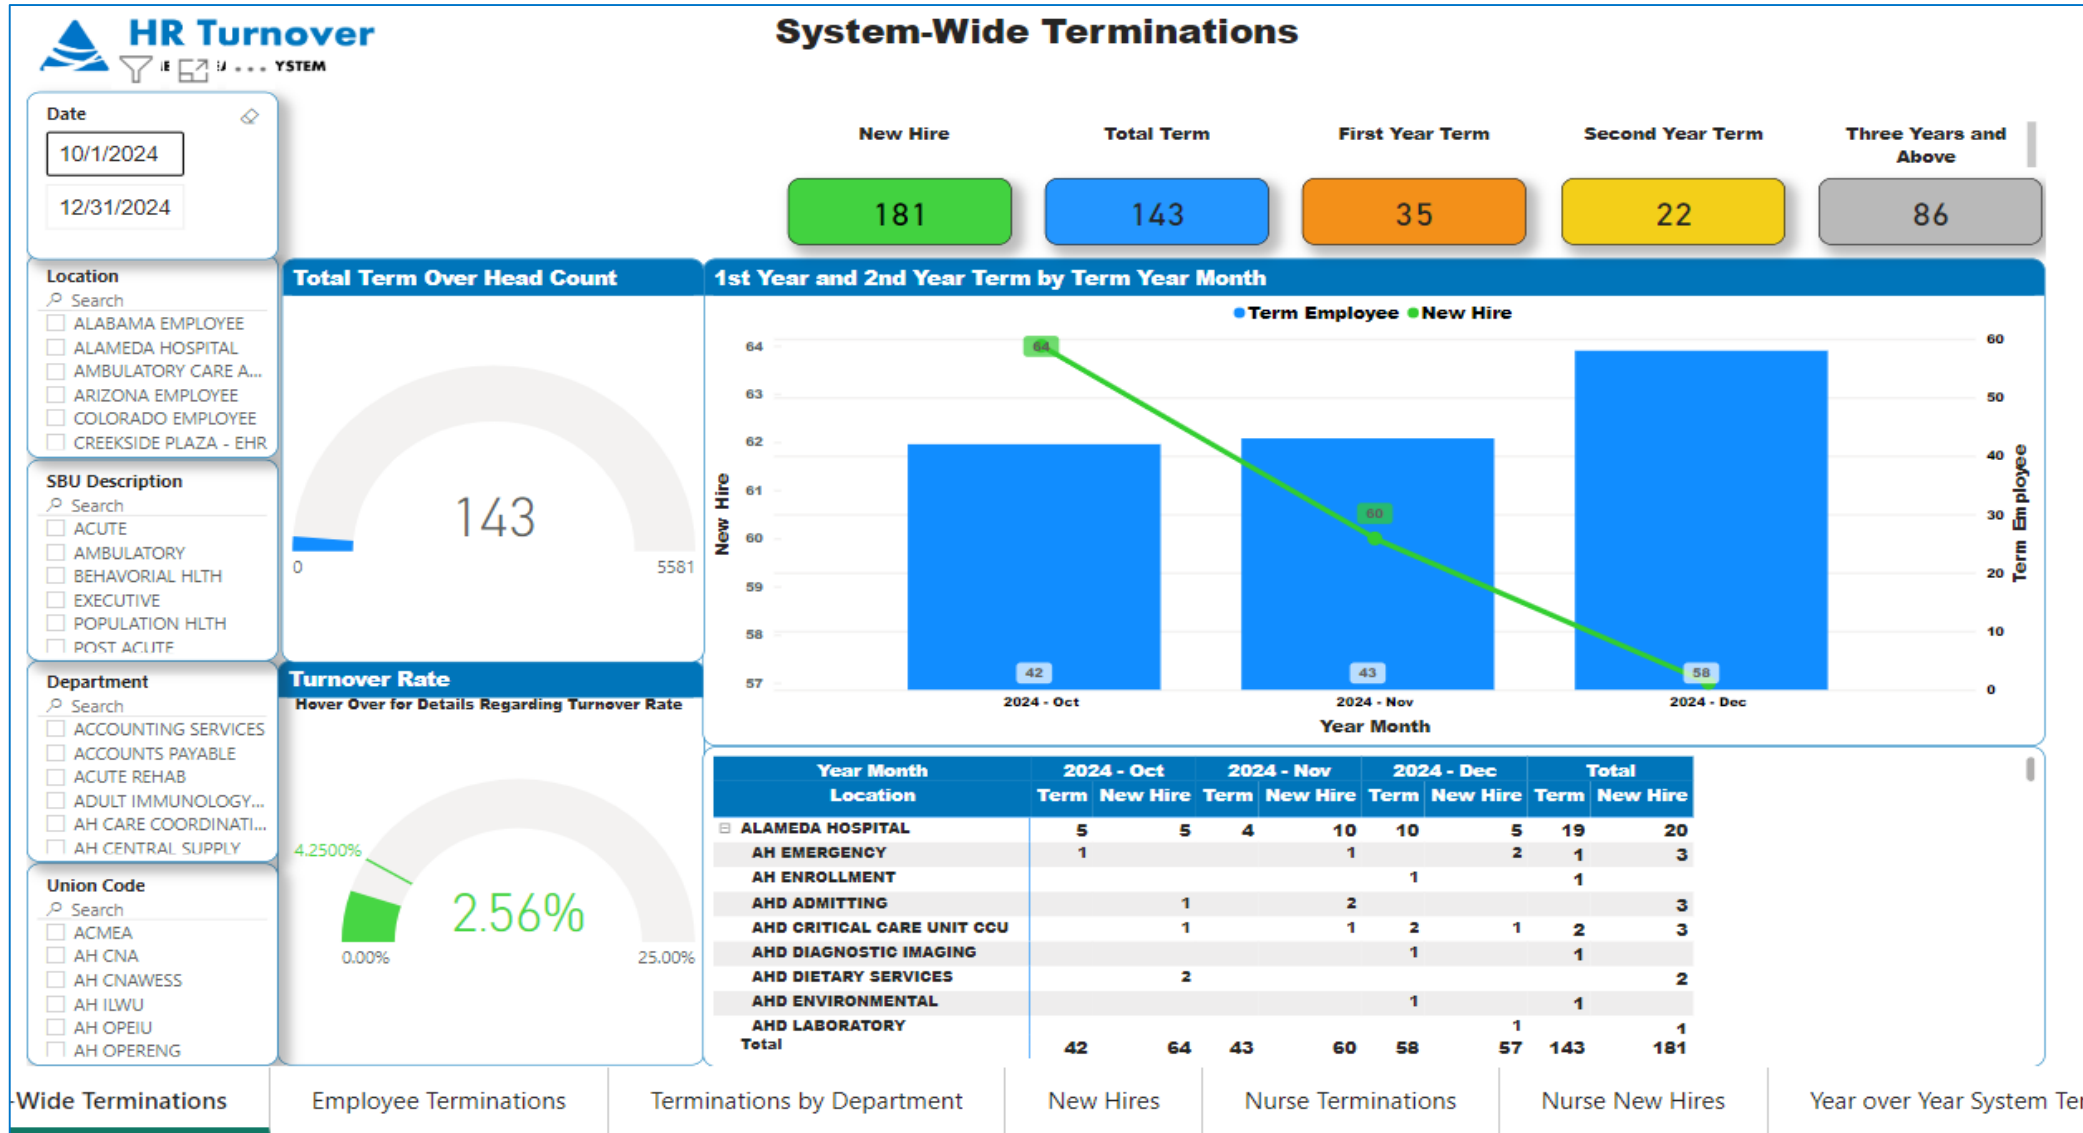 HR Turnover
System-Wide Terminations
YSTEM
Date
10/1/2024
12/31/2024
New Hire
Total Term
First Year Term
Second Year Term
Three Years and
Above
181
143
35
22
86
Location
Search
ALABAMA EMPLOYEE
ALAMEDA HOSPITAL
AMBULATORY CARE A...
ARIZONA EMPLOYEE
COLORADO EMPLOYEE
CREEKSIDE PLAZA - EHR
SBU Description
Search
ACUTE
AMBULATORY
BEHAVORIAL HLTH
EXECUTIVE
POPULATION HLTH
POST ACUTE
Department
Search
ACCOUNTING SERVICES
ACCOUNTS PAYABLE
ACUTE REHAB
ADULT IMMUNOLOGY...
AH CARE COORDINATI...
AH CENTRAL SUPPLY
Union Code
Search
ACMEA
AH CNA
AH CNAWESS
AH ILWU
AH OPEIU
AH OPERENG
Total Term Over Head Count
143
0
5581
Turnover Rate
Hover Over for Details Regarding Turnover Rate
4.2500%
2.56%
0.00%
25.00%
1st Year and 2nd Year Term by Term Year Month
Term Employee New Hire
64
63
62
61
60
59
58
57
New Hire
64
60
42
43
58
60
50
40
30
20
10
0
Term Employee
2024 - Oct
2024 - Nov
2024 - Dec
Year Month
Year Month 2024 - Oct 2024 - Nov 2024 - Dec Total
Location Term New Hire Term New Hire Term New Hire Term New Hire
ALAMEDA HOSPITAL 5 5 4 10 10 5 19 20
AH EMERGENCY 1 1 2 1 3
AH ENROLLMENT 1 1
AHD ADMITTING 1 2 3
AHD CRITICAL CARE UNIT CCU 1 1 2 1 2 3
AHD DIAGNOSTIC IMAGING 1 1
AHD DIETARY SERVICES 2 2
AHD ENVIRONMENTAL 1 1
AHD LABORATORY 1 1
Total 42 64 43 60 58 57 143 181
-Wide Terminations
Employee Terminations
Terminations by Department
New Hires
Nurse Terminations
Nurse New Hires
Year over Year System Ter